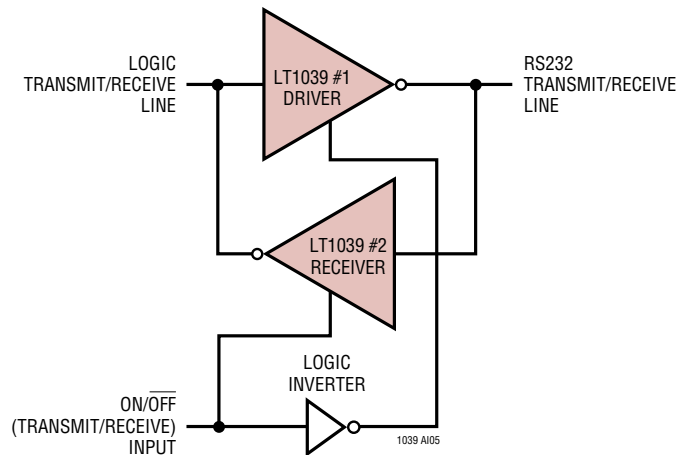 LOGIC
TRANSMIT/RECEIVE
LINE
LT1039 #1
DRIVER
RS232
TRANSMIT/RECEIVE
LINE
LT1039 #2
RECEIVER
LOGIC
INVERTER
ON/OFF
(TRANSMIT/RECEIVE)
INPUT
1039 AI05